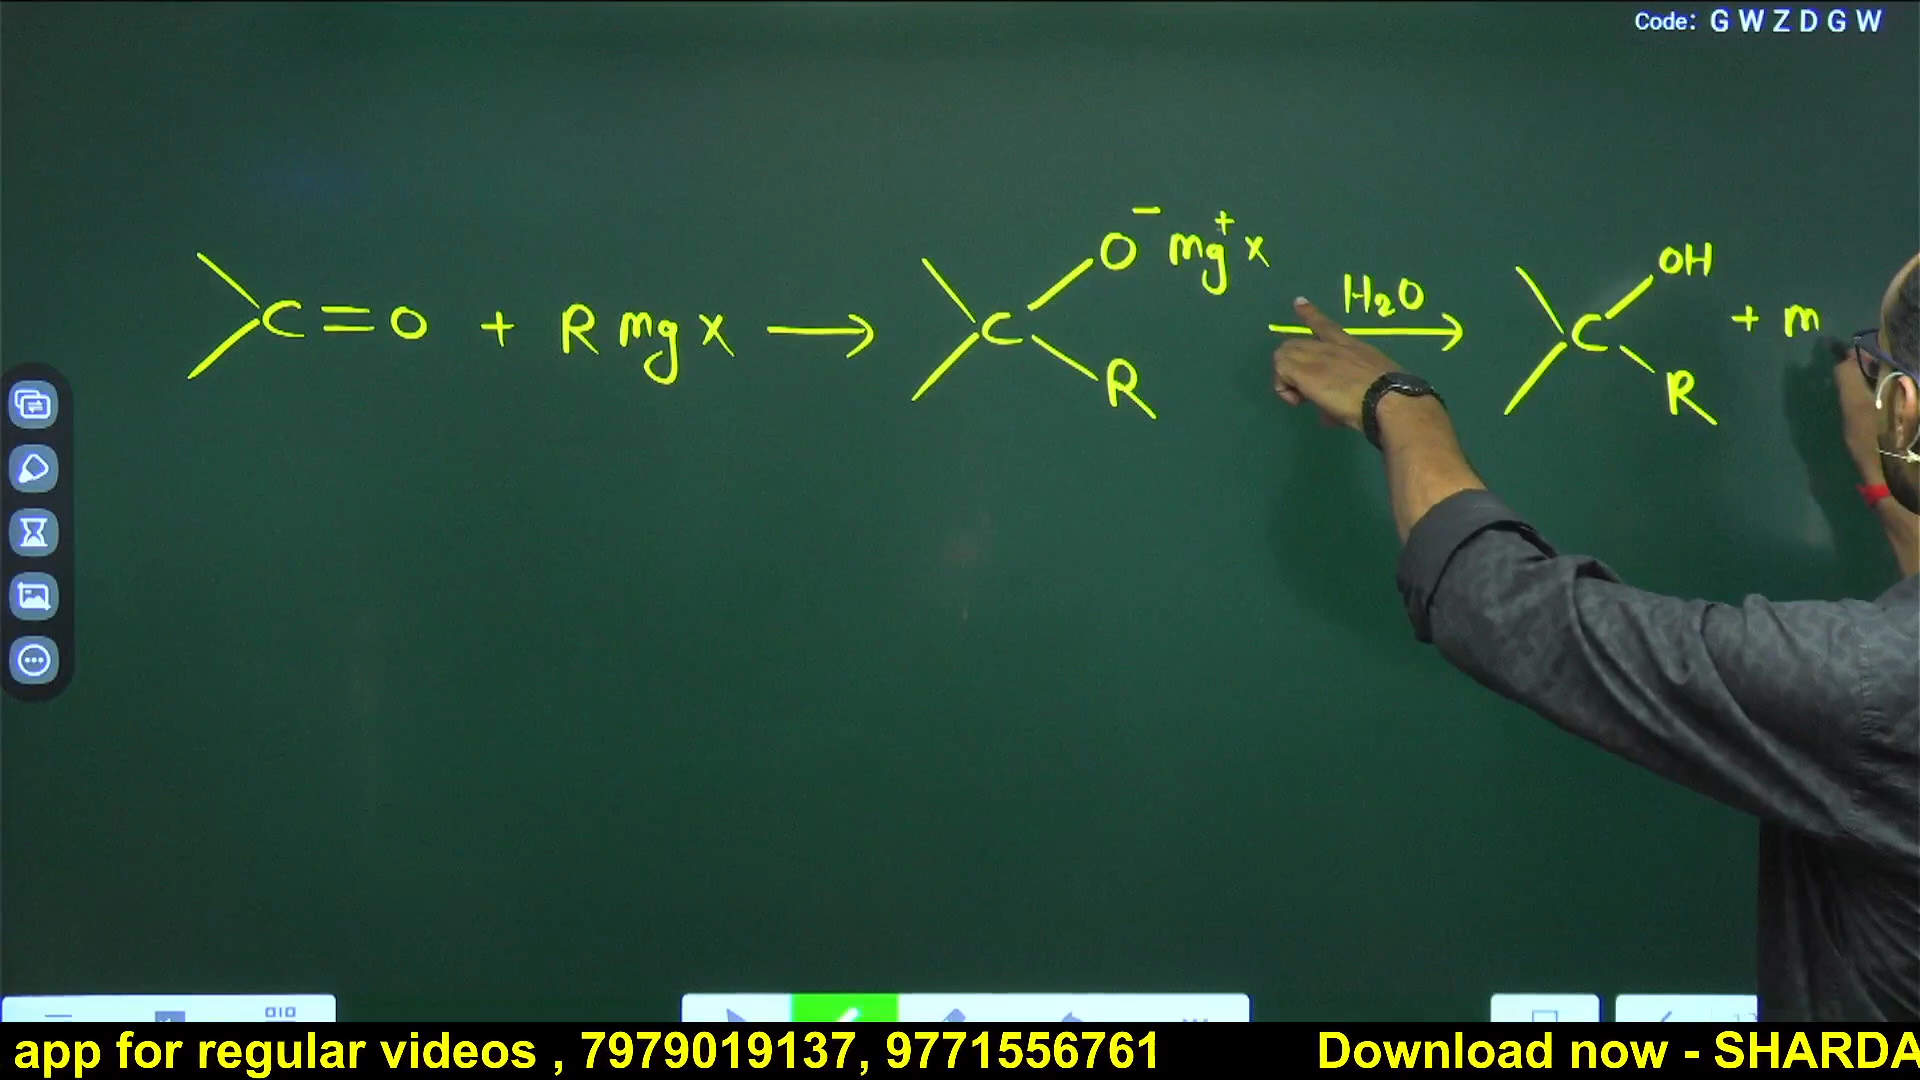 Code: G W Z D G W
C=O + R mg x → C O⁻ mg⁺ x R H₂O → C OH R + m
app for regular videos , 7979019137, 9771556761 Download now - SHARDA